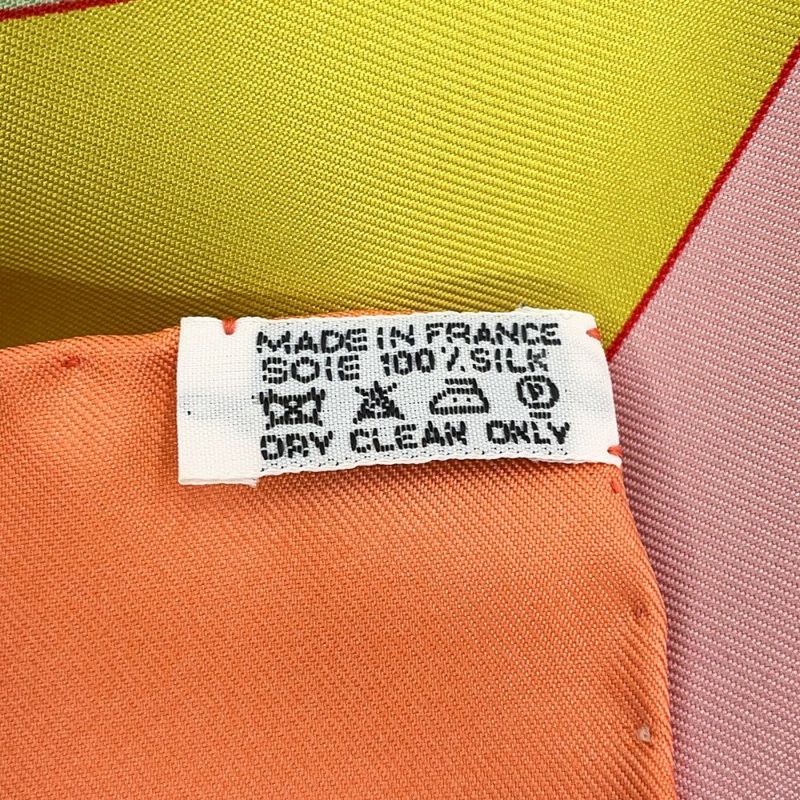 MADE IN FRANCE
SOIE 100% SILK
P
DRY CLEAN ONLY